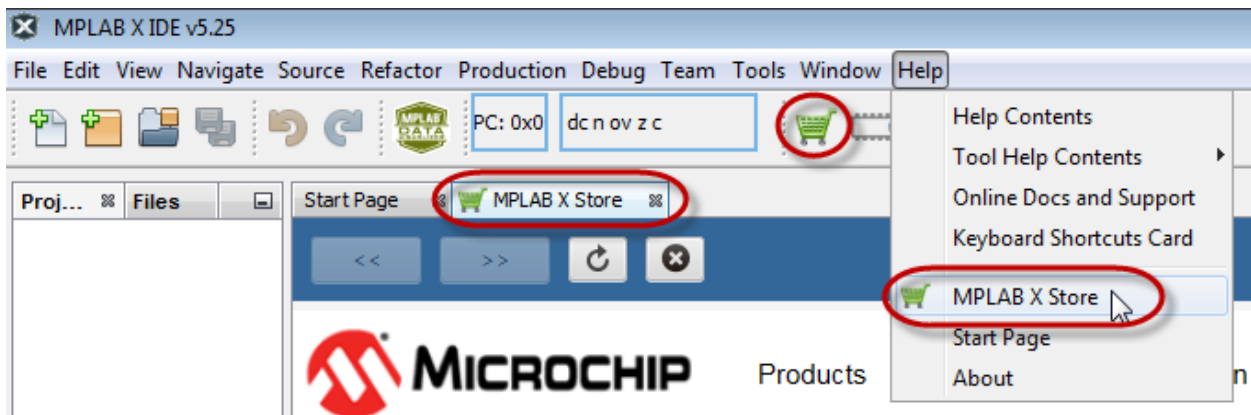 MPLAB X IDE v5.25
File Edit View Navigate Source Refactor Production Debug Team Tools Window Help
MPLAB
DATA
PC: 0x0 dc n ov z c
Help Contents
Tool Help Contents
Online Docs and Support
Keyboard Shortcuts Card
MPLAB X Store
Start Page
About
Proj... Files
Start Page MPLAB X Store
<< >>
MICROCHIP Products
n